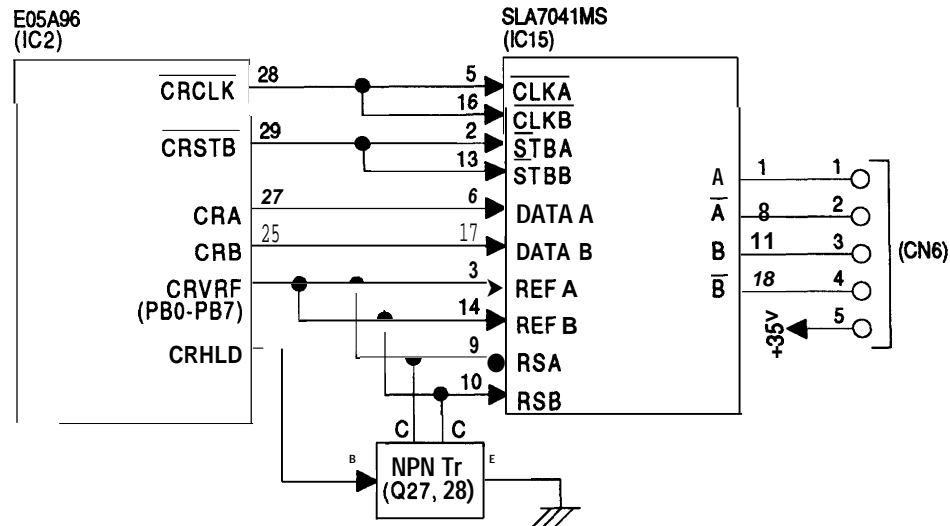 E05A96
(IC2)
SLA7041MS
(IC15)
CRCLK 28 5 CLKA
16 CLKB
CRSTB 29 2 STBA
13 STBB
CRA 27 6 DATA A
CRB 25 17 DATA B
CRVRF 3 REF A
(PB0-PB7) 14 REF B
CRHLD 9 RSA
10 RSB
A 1 1
A 8 2
B 11 3
B 18 4
+35V 5
(CN6)
C C
B NPN Tr E
(Q27, 28)